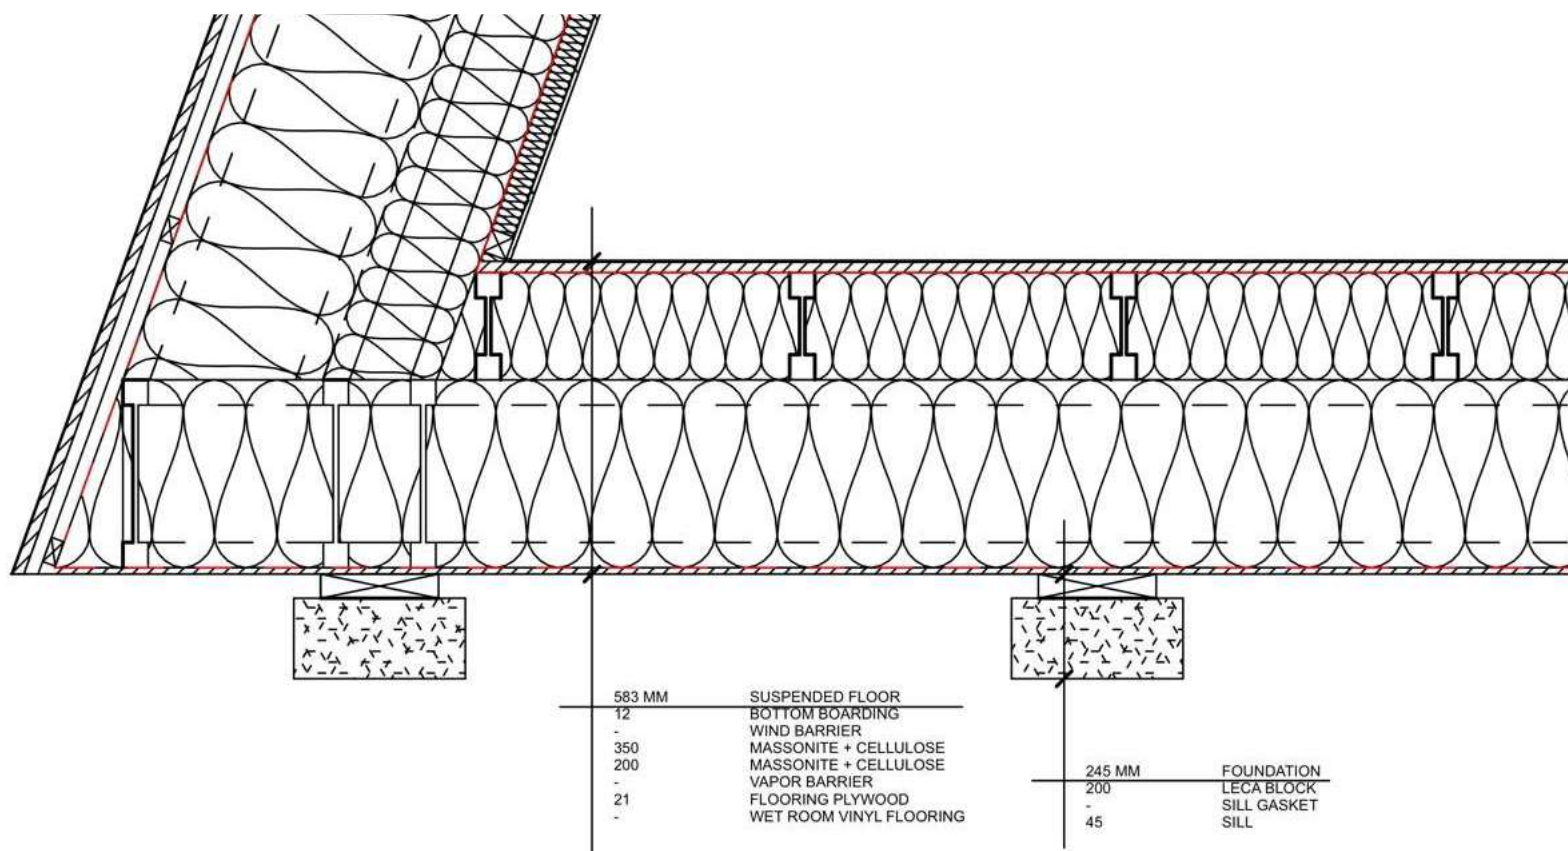 583 MM SUSPENDED FLOOR
12 BOTTOM BOARDING
- WIND BARRIER
350 MASSONITE + CELLULOSE
200 MASSONITE + CELLULOSE
- VAPOR BARRIER
21 FLOORING PLYWOOD
- WET ROOM VINYL FLOORING
245 MM FOUNDATION
200 LECA BLOCK
- SILL GASKET
45 SILL